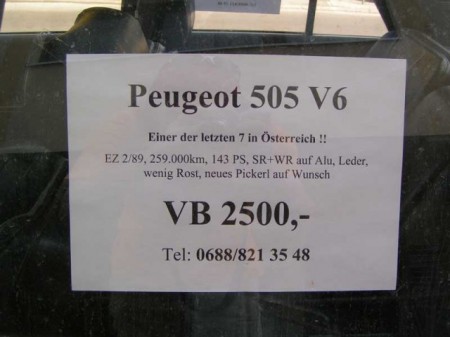 Peugeot 505 V6
Einer der letzten 7 in Österreich !!
EZ 2/89, 259.000km, 143 PS, SR+WR auf Alu, Leder,
wenig Rost, neues Pickerl auf Wunsch
VB 2500,-
Tel: 0688/821 35 48